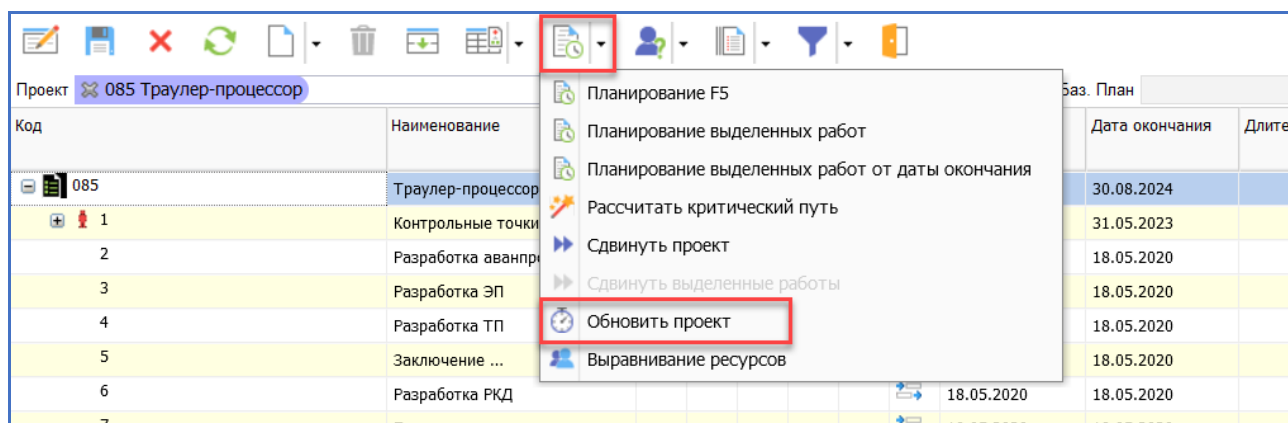 Проект 085 Траулер-процессор
Баз. План
Код Наименование Дата окончания Длите
Планирование F5
Планирование выделенных работ
Планирование выделенных работ от даты окончания
Рассчитать критический путь
Сдвинуть проект
Сдвинуть выделенные работы
Обновить проект
Выравнивание ресурсов
085 Траулер-процессор 30.08.2024
1 Контрольные точки 31.05.2023
2 Разработка аванпр 18.05.2020
3 Разработка ЭП 18.05.2020
4 Разработка ТП 18.05.2020
5 Заключение ... 18.05.2020
6 Разработка РКД 18.05.2020 18.05.2020